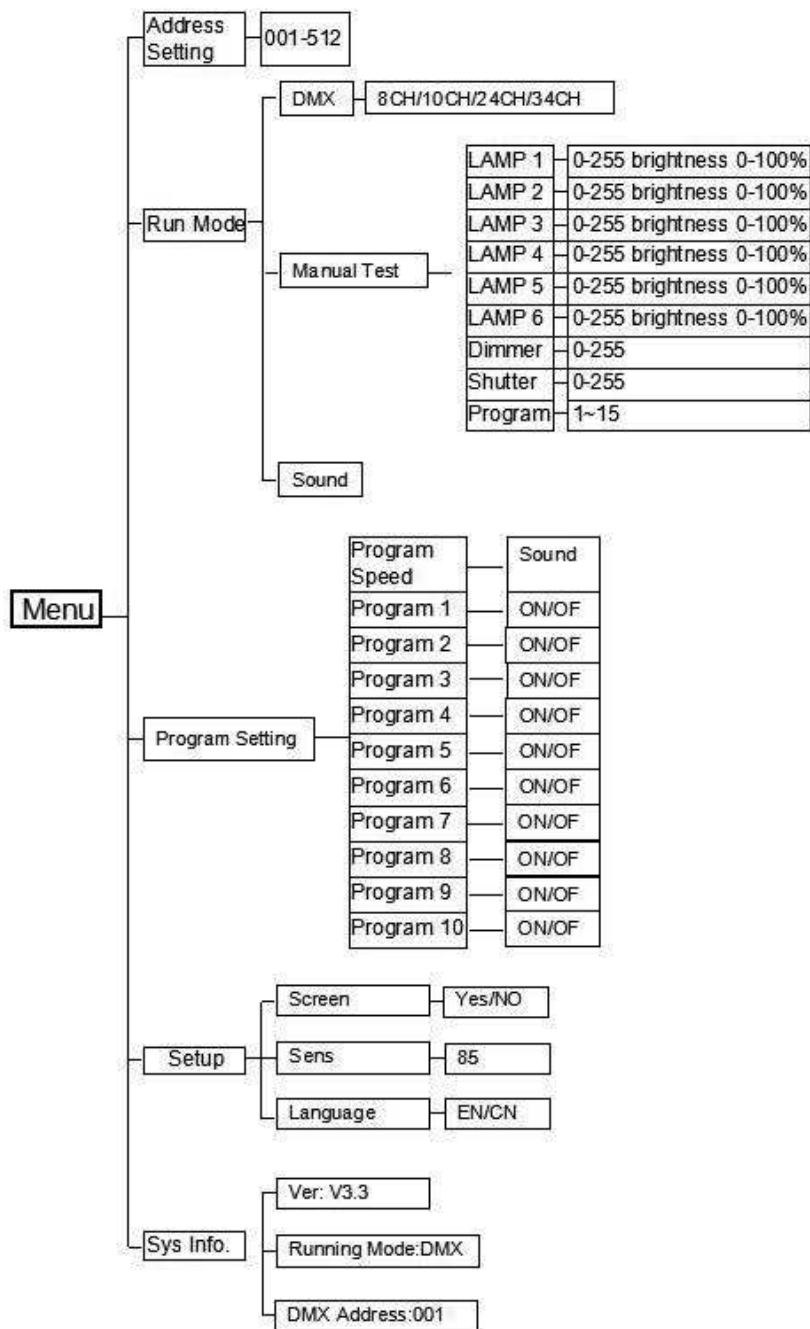 Address
Setting
001-512
DMX
8CH/10CH/24CH/34CH
LAMP 1
0-255 brightness 0-100%
LAMP 2
0-255 brightness 0-100%
Run Mode
LAMP 3
0-255 brightness 0-100%
LAMP 4
0-255 brightness 0-100%
Manual Test
LAMP 5
0-255 brightness 0-100%
LAMP 6
0-255 brightness 0-100%
Dimmer
0-255
Shutter
0-255
Program
1~15
Sound
Menu
Program Setting
Program
Speed
Sound
Program 1
ON/OF
Program 2
ON/OF
Program 3
ON/OF
Program 4
ON/OF
Program 5
ON/OF
Program 6
ON/OF
Program 7
ON/OF
Program 8
ON/OF
Program 9
ON/OF
Program 10
ON/OF
Setup
Screen
Yes/NO
Sens
85
Language
EN/CN
Sys Info.
Ver: V3.3
Running Mode:DMX
DMX Address:001